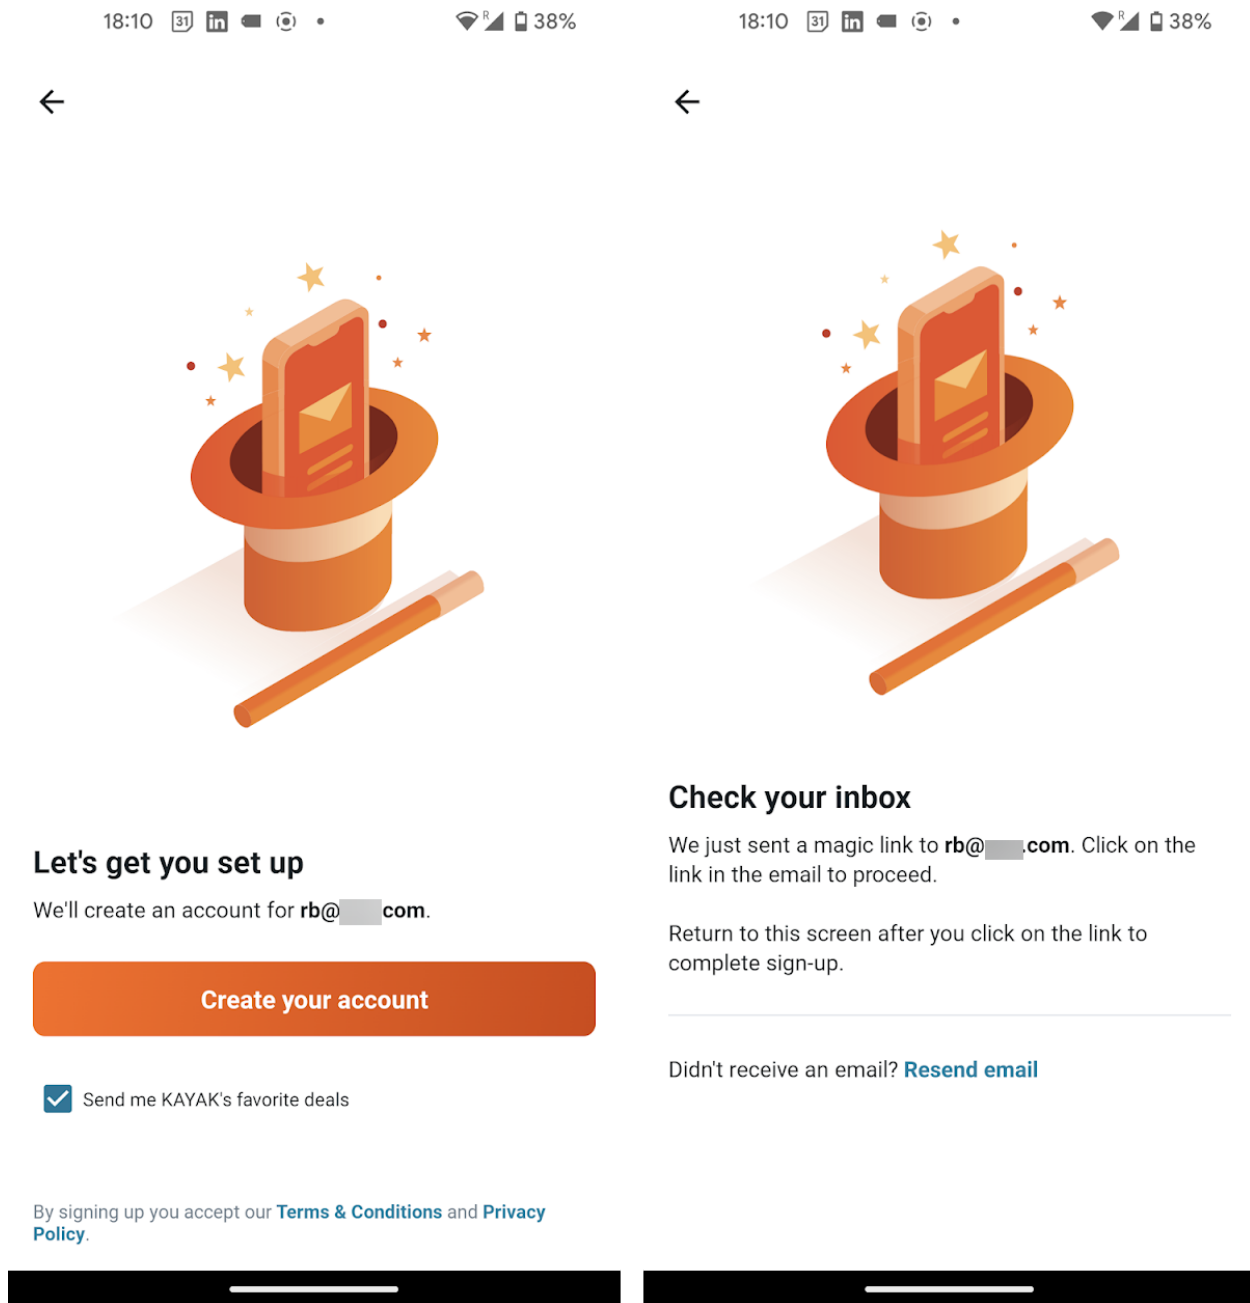 18:10 31 in R 38%
Let's get you set up
We'll create an account for rb@ com.
Create your account
Send me KAYAK's favorite deals
By signing up you accept our Terms & Conditions and Privacy
Policy.
18:10 31 in R 38%
Check your inbox
We just sent a magic link to rb@ .com. Click on the
link in the email to proceed.
Return to this screen after you click on the link to
complete sign-up.
Didn't receive an email? Resend email